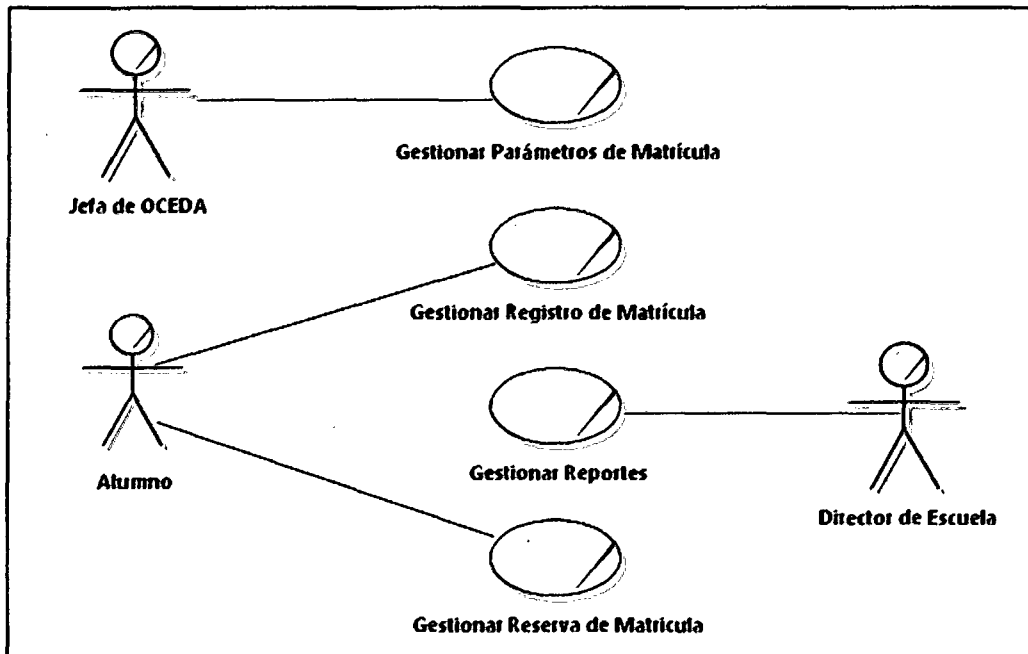 Gestionar Parámetros de Matrícula
Jefa de OCEDA
Gestionar Registro de Matrícula
Alumno
Gestionar Reportes
Director de Escuela
Gestionar Reserva de Matricula